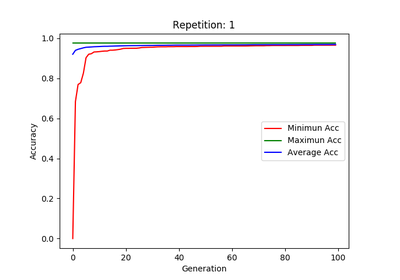 Repetition: 1
1.0
0.8
0.6
0.4
0.2
0.0
Accuracy
Minimun Acc
Maximun Acc
Average Acc
0 20 40 60 80 100
Generation